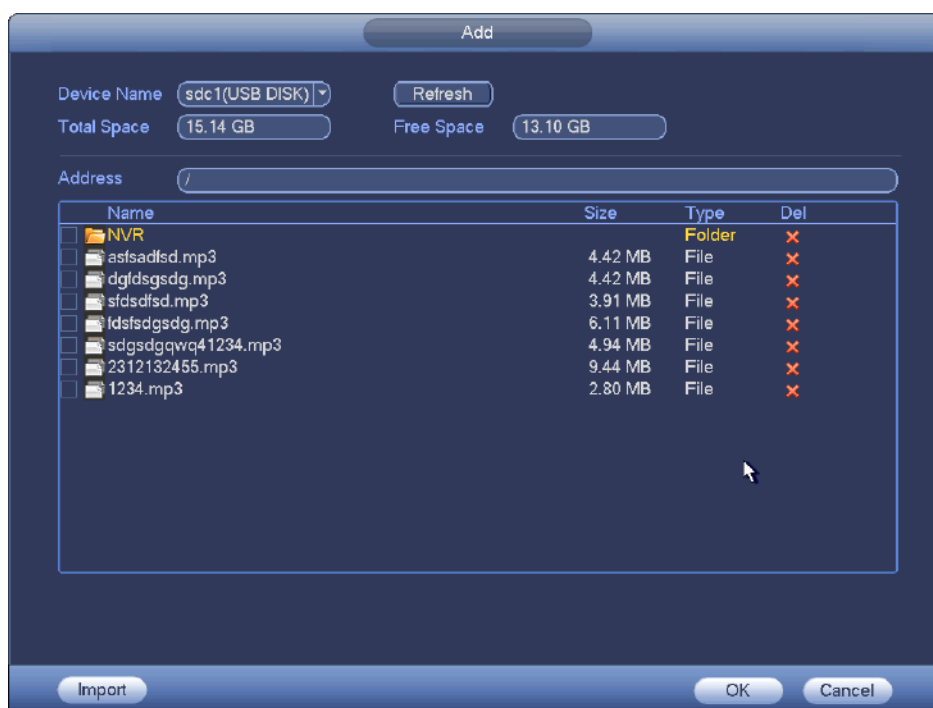 Add
Device Name sdc1(USB DISK) Refresh
Total Space 15.14 GB Free Space 13.10 GB
Address /
Name Size Type Del
NVR Folder
asfsadfsd.mp3 4.42 MB File
dgfdsgsdg.mp3 4.42 MB File
sfdsdfsd.mp3 3.91 MB File
fdsfsdgsdg.mp3 6.11 MB File
sdgsdgqwq41234.mp3 4.94 MB File
2312132455.mp3 9.44 MB File
1234.mp3 2.80 MB File
Import OK Cancel